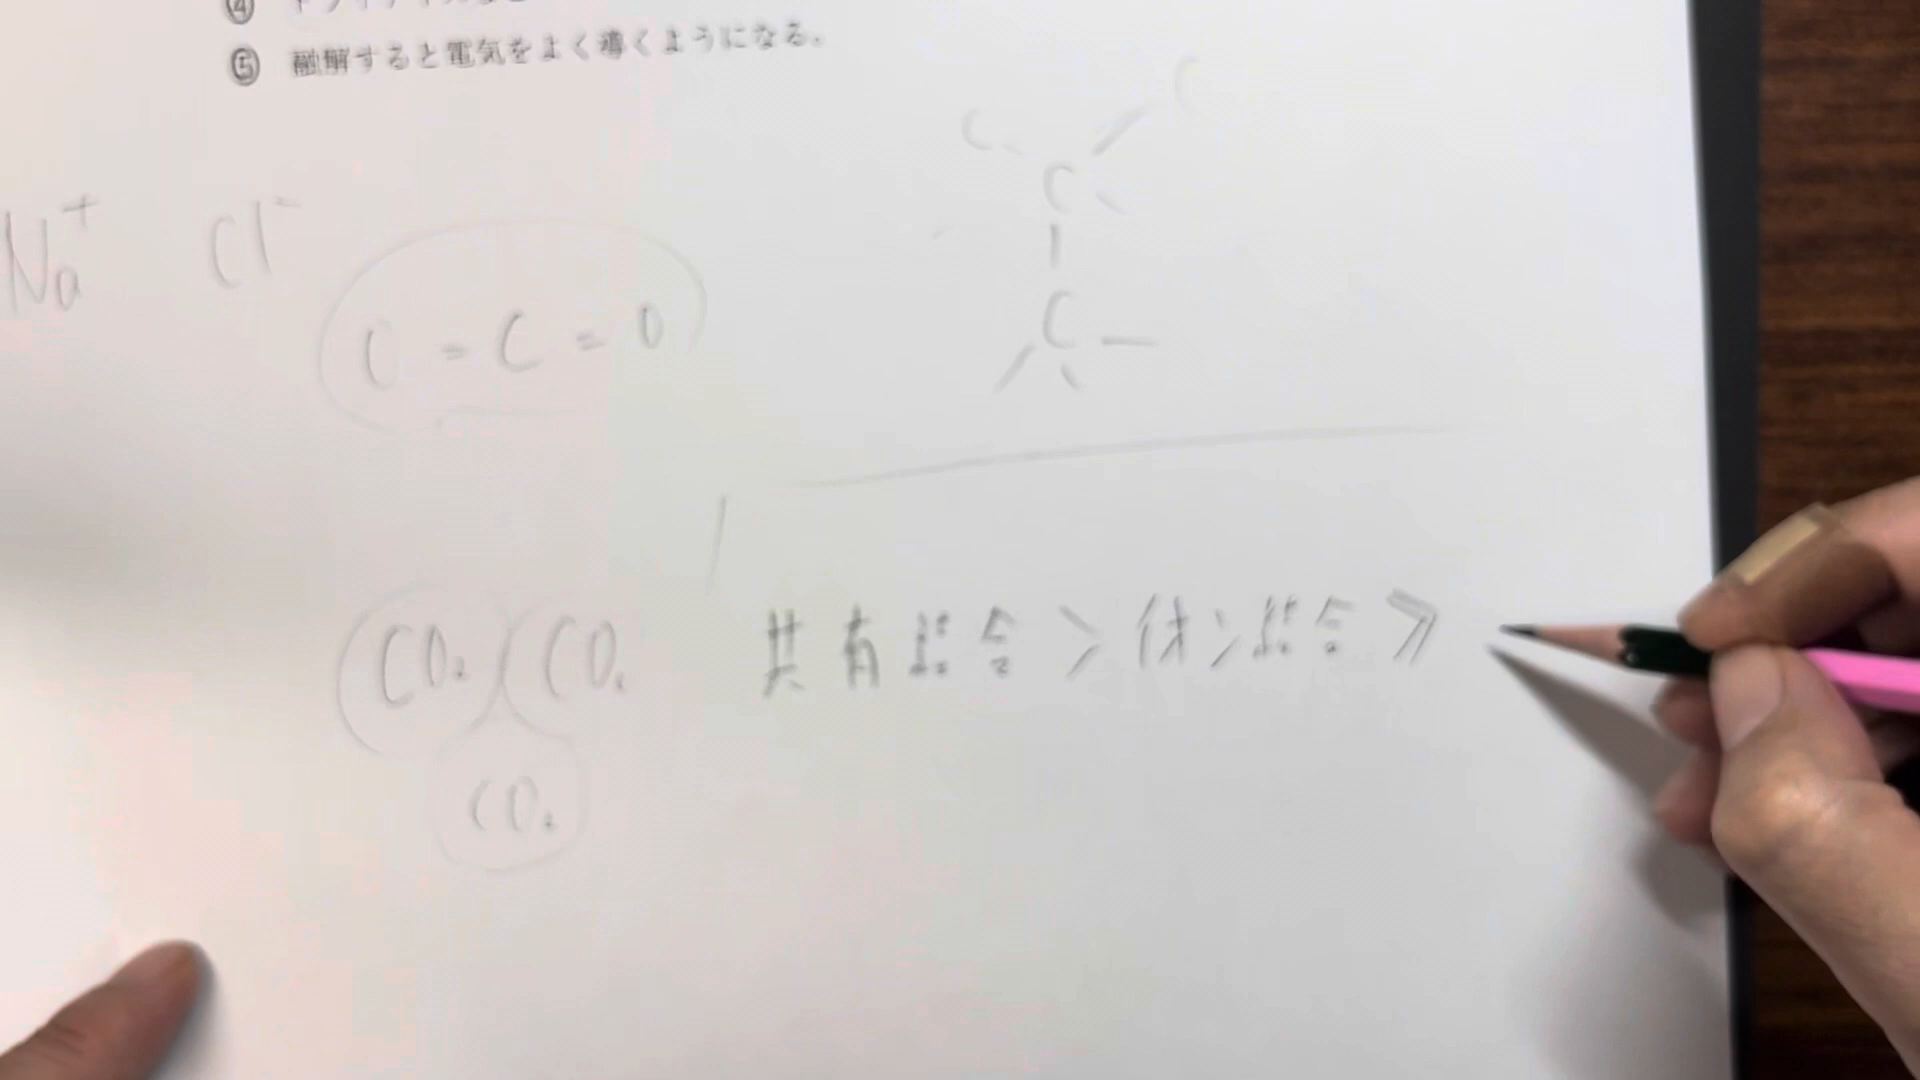 ④
⑤ 融解すると電気をよく導くようになる.
C C
C
Na⁺ Cl⁻
C = C = O
C
CO₂ CO₂
共有結合 > イオン結合 ≫
CO₂